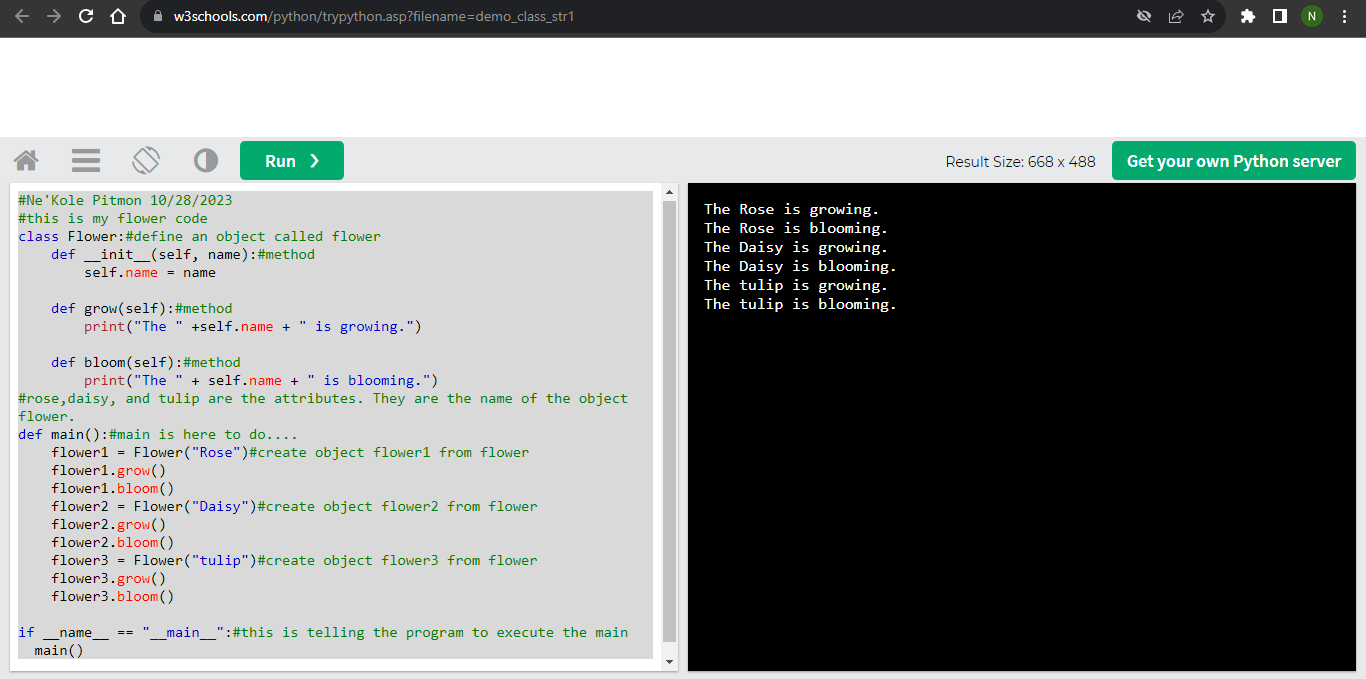 w3schools.com/python/trypython.asp?filename=demo_class_str1
N
Run ❯
Result Size: 668 x 488
Get your own Python server
#Ne'Kole Pitmon 10/28/2023
#this is my flower code
class Flower:#define an object called flower
    def __init__(self, name):#method
        self.name = name
    def grow(self):#method
        print("The " +self.name + " is growing.")
    def bloom(self):#method
        print("The " + self.name + " is blooming.")
#rose,daisy, and tulip are the attributes. They are the name of the object
flower.
def main():#main is here to do....
    flower1 = Flower("Rose")#create object flower1 from flower
    flower1.grow()
    flower1.bloom()
    flower2 = Flower("Daisy")#create object flower2 from flower
    flower2.grow()
    flower2.bloom()
    flower3 = Flower("tulip")#create object flower3 from flower
    flower3.grow()
    flower3.bloom()
if __name__ == "__main__":#this is telling the program to execute the main
  main()
The Rose is growing.
The Rose is blooming.
The Daisy is growing.
The Daisy is blooming.
The tulip is growing.
The tulip is blooming.